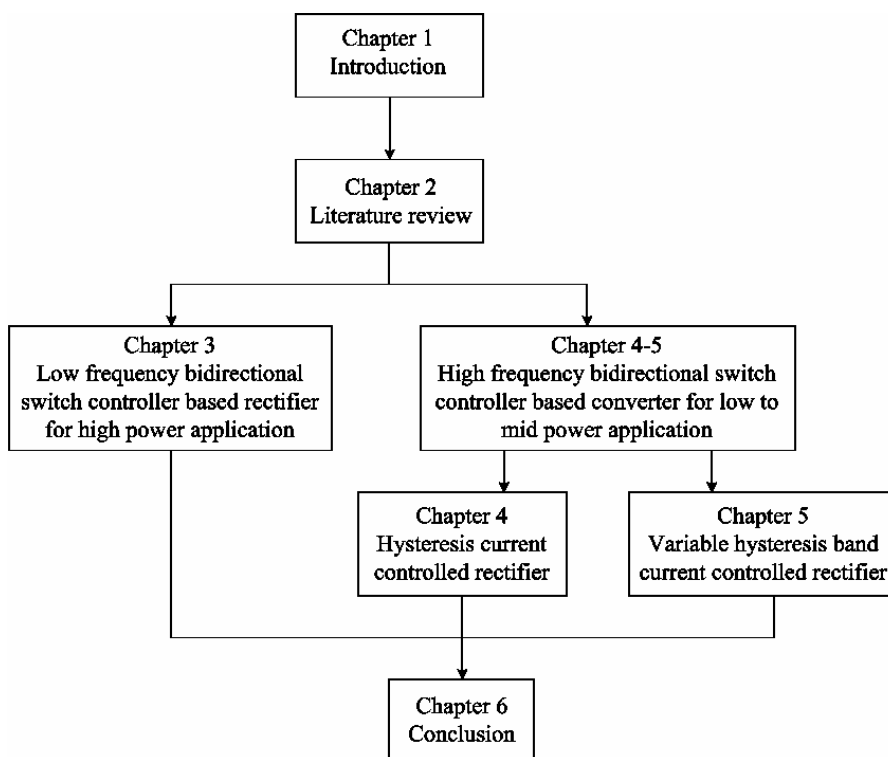 Chapter 1
Introduction
Chapter 2
Literature review
Chapter 3
Low frequency bidirectional
switch controller based rectifier
for high power application
Chapter 4-5
High frequency bidirectional switch
controller based converter for low to
mid power application
Chapter 4
Hysteresis current
controlled rectifier
Chapter 5
Variable hysteresis band
current controlled rectifier
Chapter 6
Conclusion